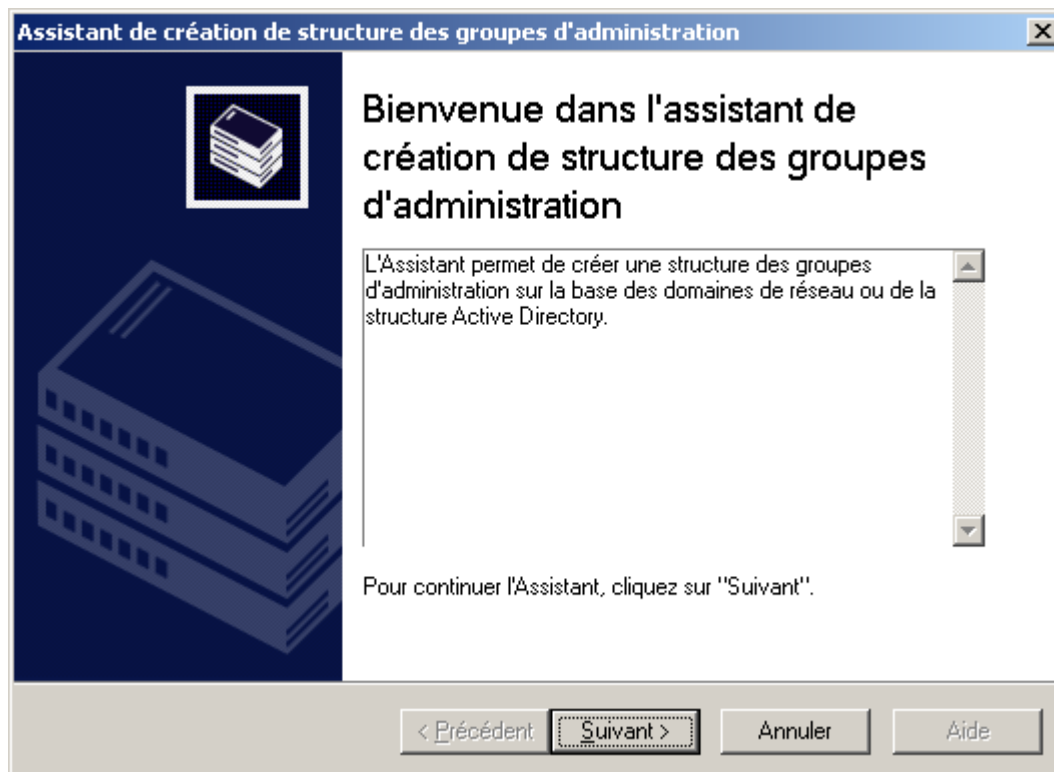 Assistant de création de structure des groupes d'administration
Bienvenue dans l'assistant de
création de structure des groupes
d'administration
L'Assistant permet de créer une structure des groupes
d'administration sur la base des domaines de réseau ou de la
structure Active Directory.
Pour continuer l'Assistant, cliquez sur "Suivant".
< Précédent Suivant > Annuler Aide